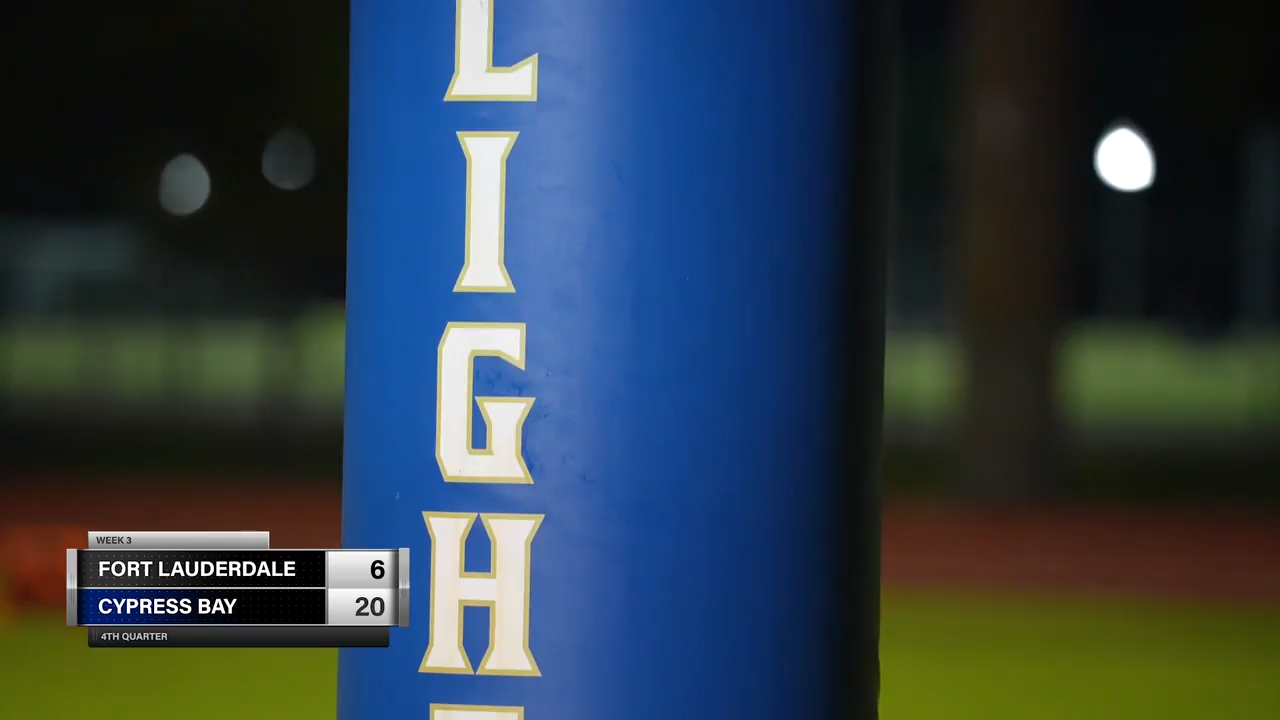 L
I
G
H
WEEK 3
FORT LAUDERDALE 6
CYPRESS BAY 20
4TH QUARTER